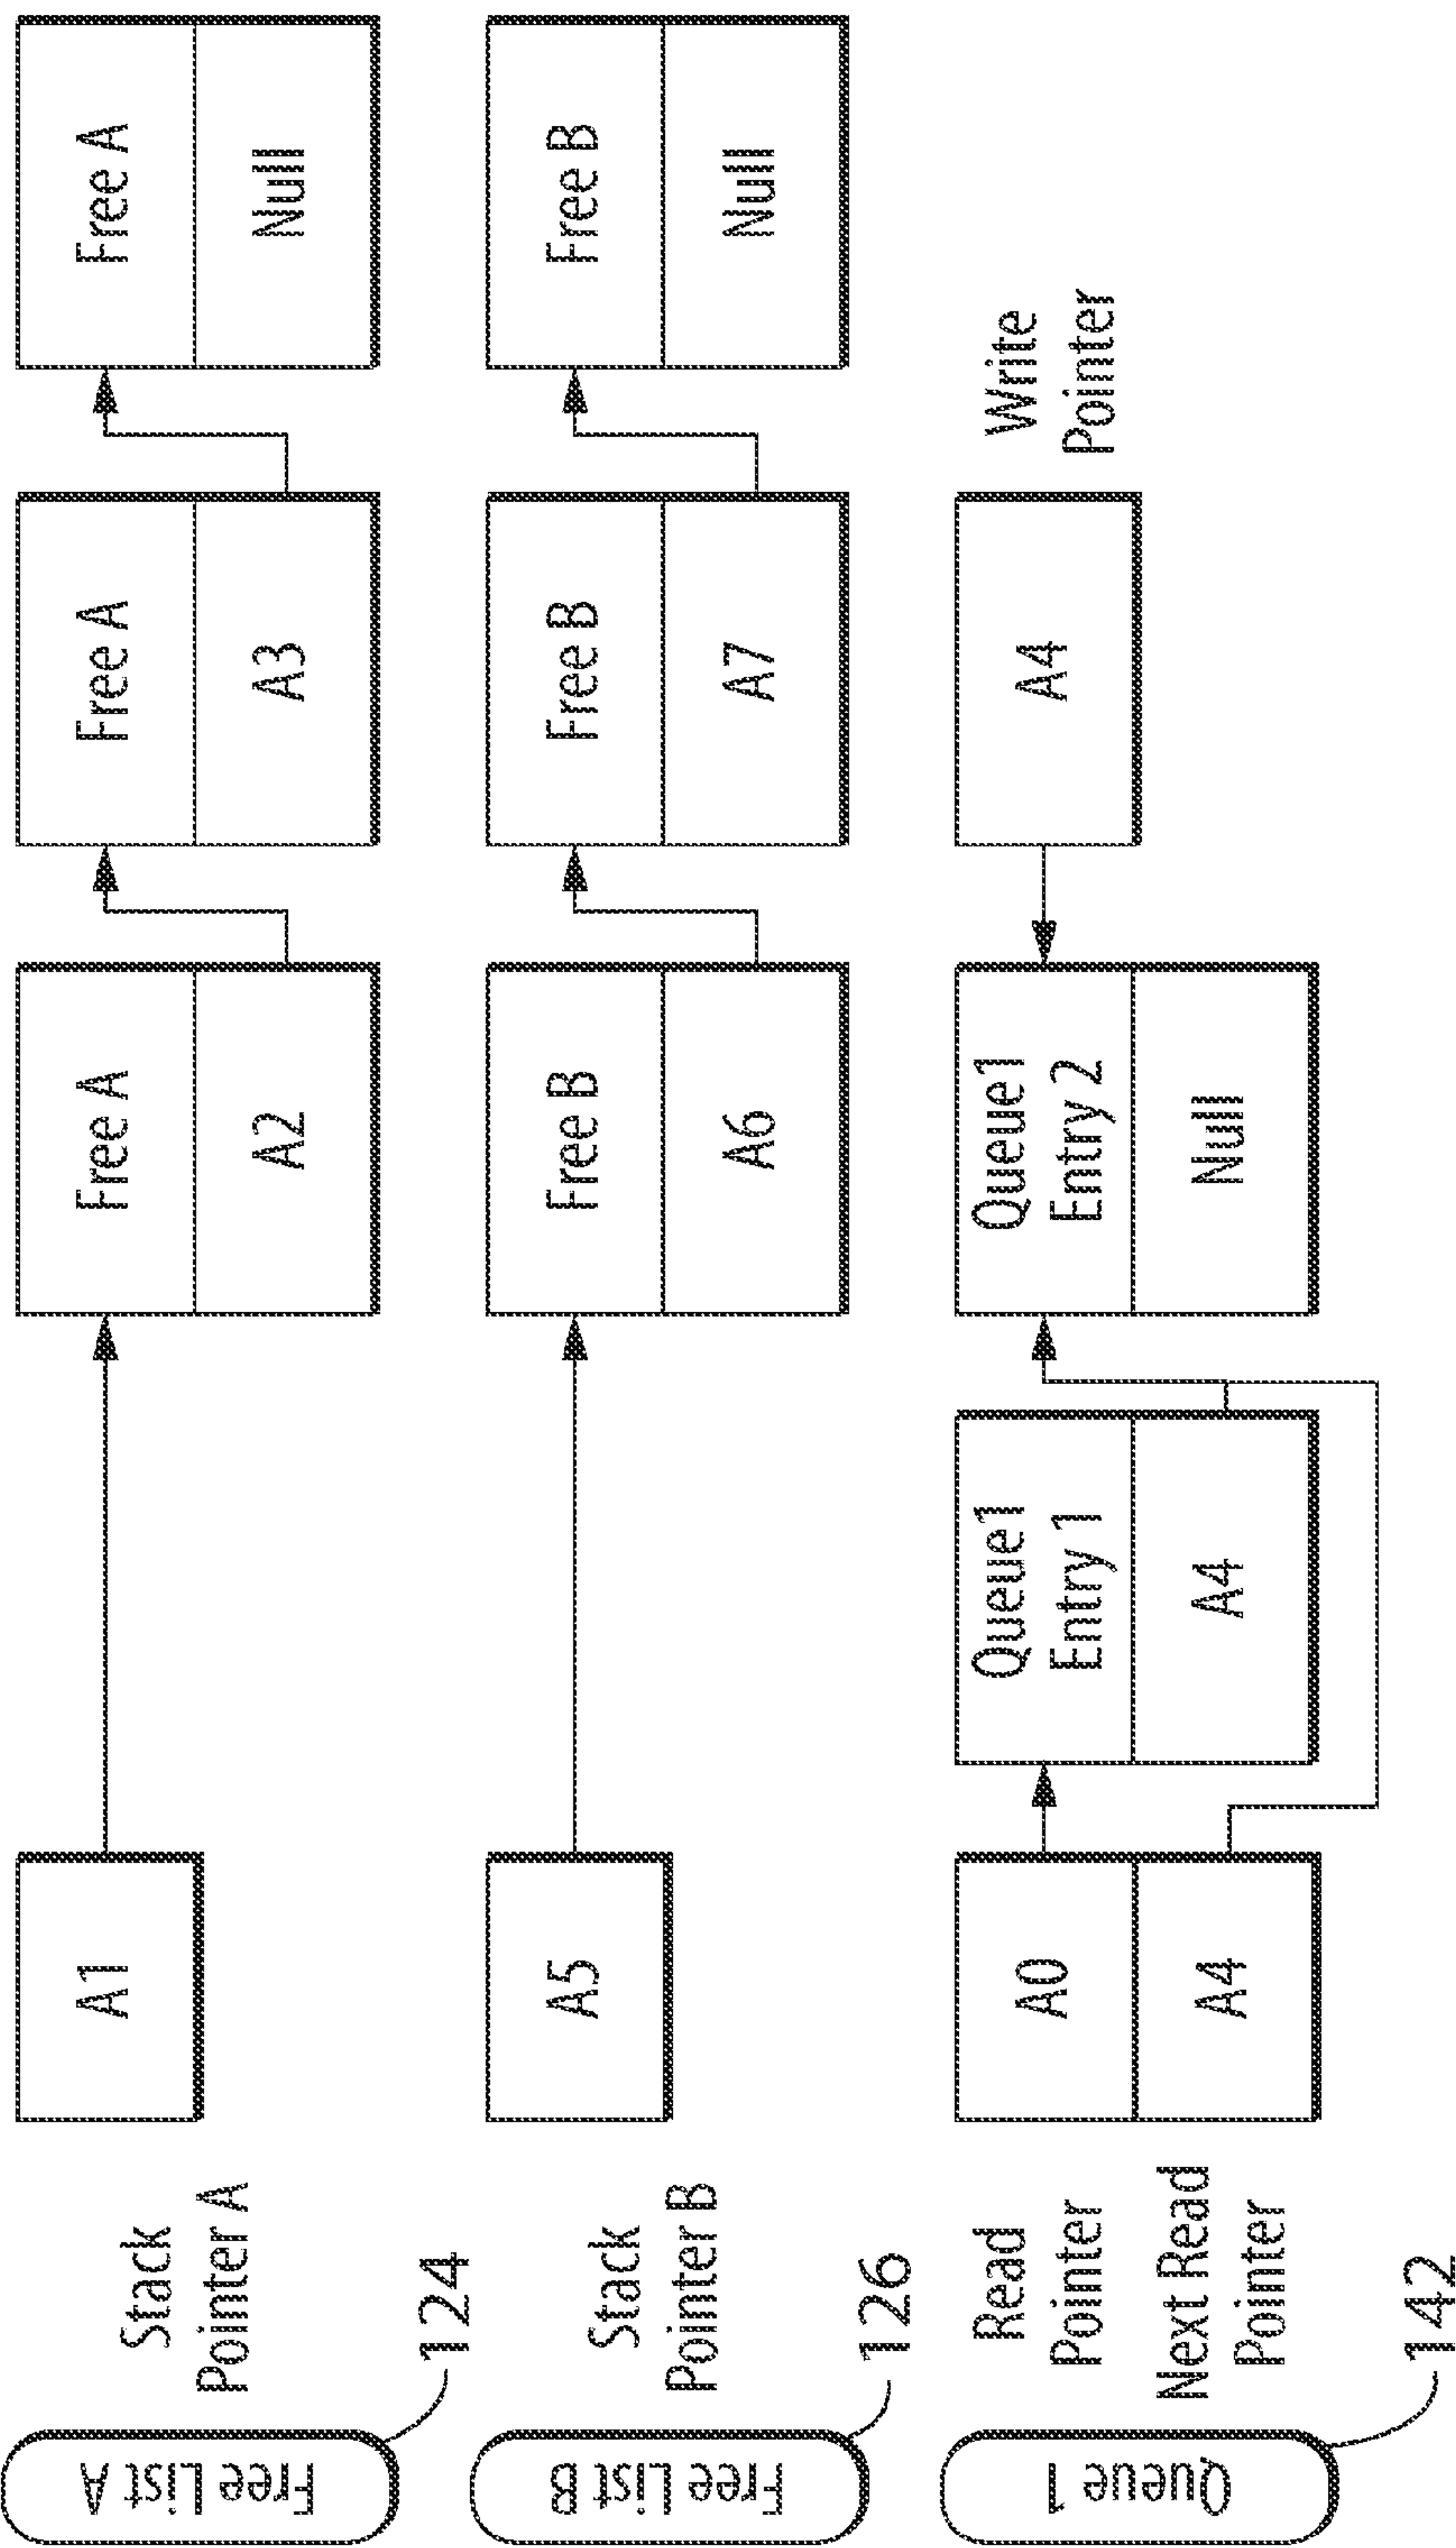 Free List A
124
Stack
Pointer A
A1
Free A
A2
Free A
A3
Free A
Null
Free List B
126
Stack
Pointer B
A5
Free B
A6
Free B
A7
Free B
Null
Queue 1
142
Read
Pointer
Next Read
Pointer
A0
A4
Queue1
Entry 1
A4
Queue1
Entry 2
Null
A4
Write
Pointer